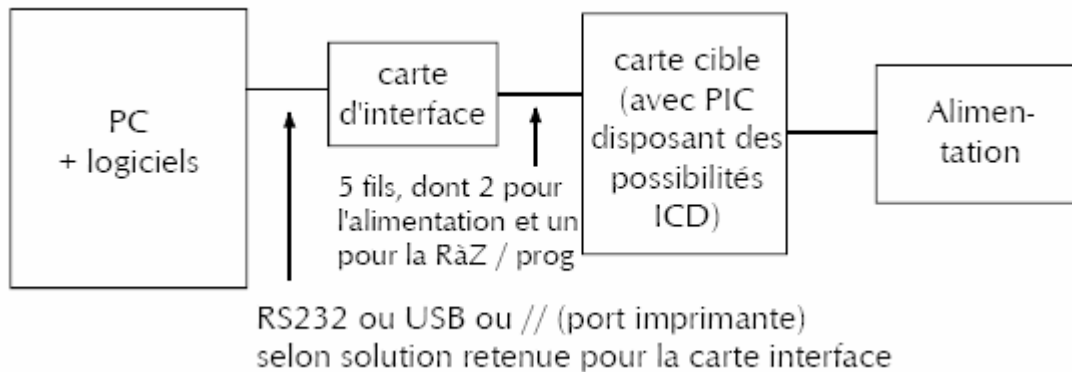 PC
+ logiciels
carte
d'interface
carte cible
(avec PIC
disposant des
possibilités
ICD)
Alimen-
tation
5 fils, dont 2 pour
l'alimentation et un
pour la RàZ / prog
RS232 ou USB ou // (port imprimante)
selon solution retenue pour la carte interface